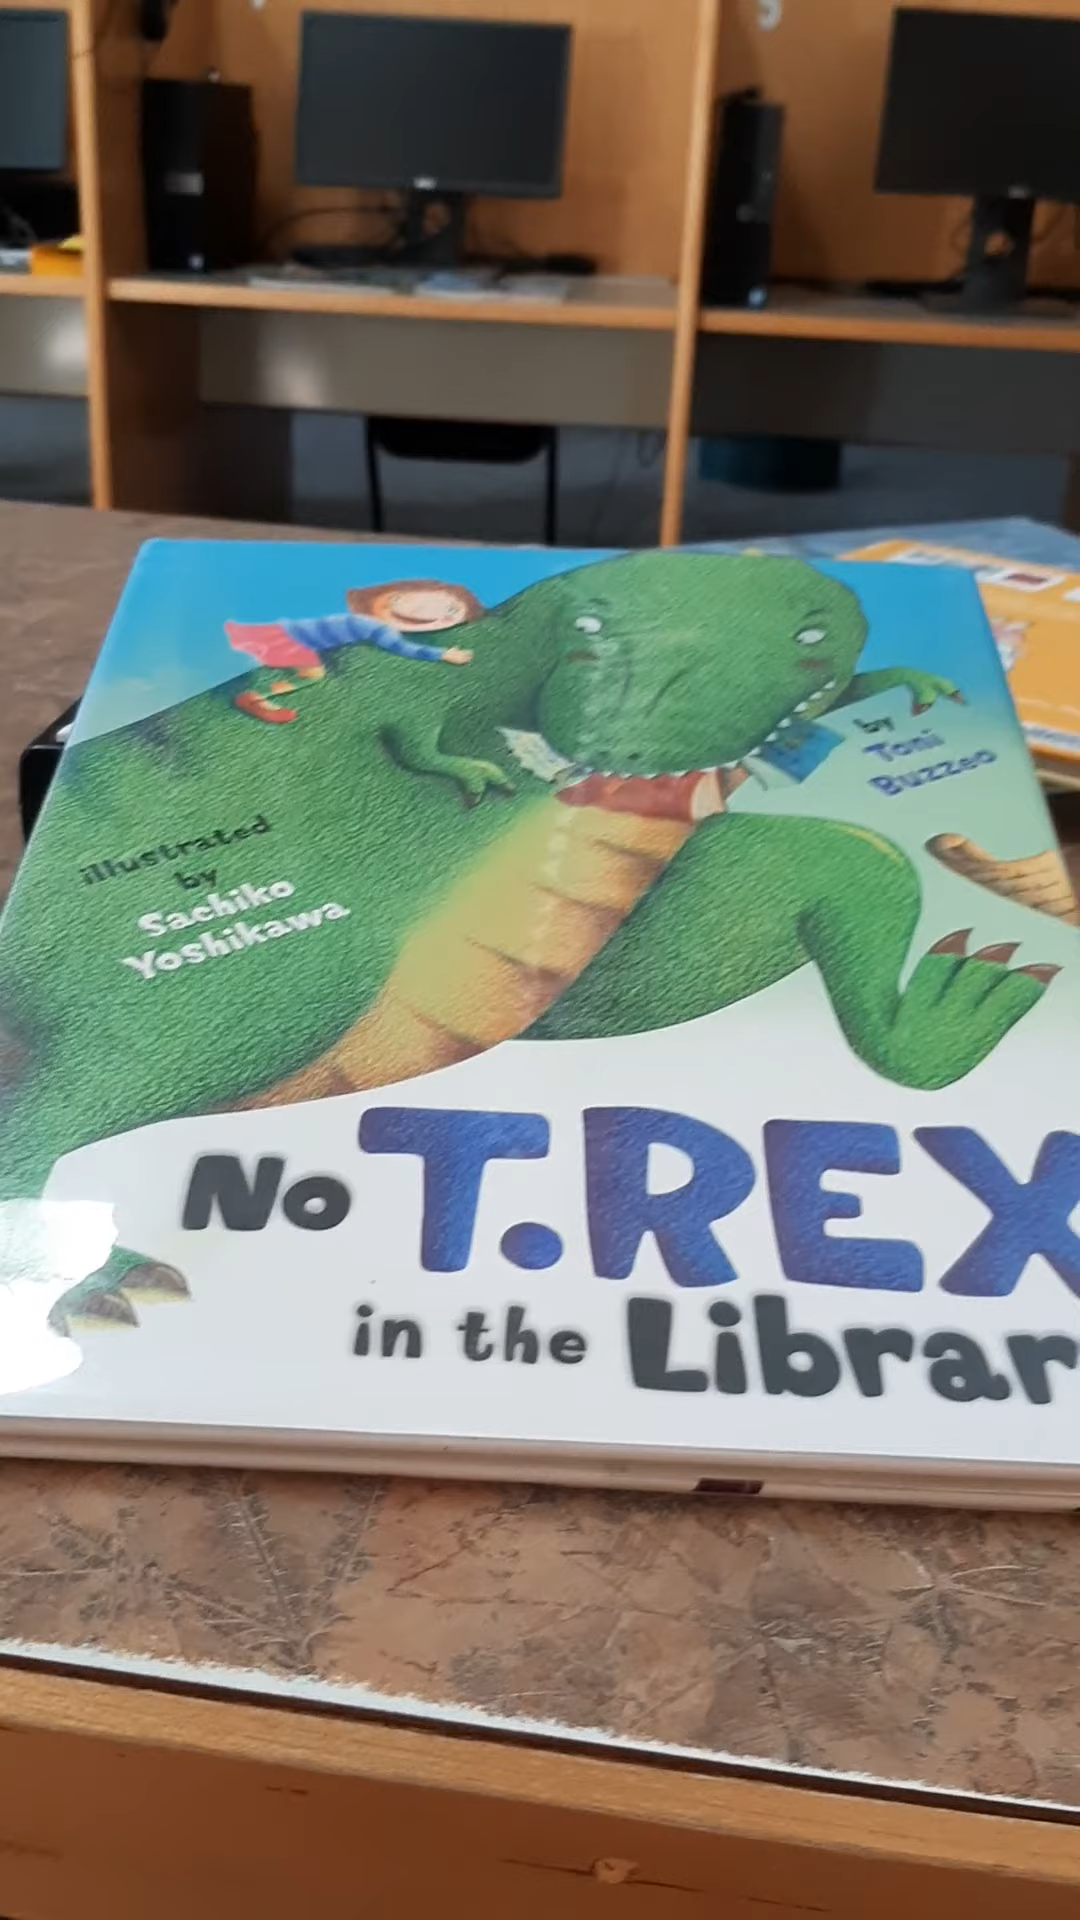 by
Toni
Buzzeo
illustrated
by
Sachiko
Yoshikawa
No T.REX
in the Librar